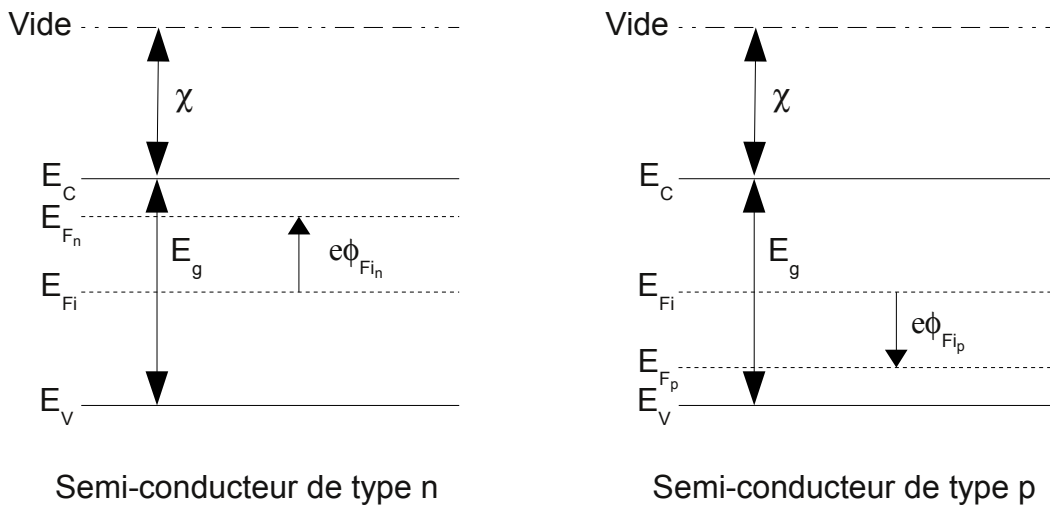 Vide
χ
E_C
E_Fn
E_g
eϕ_Fin
E_Fi
E_V
Semi-conducteur de type n
Vide
χ
E_C
E_g
E_Fi
eϕ_Fip
E_Fp
E_V
Semi-conducteur de type p